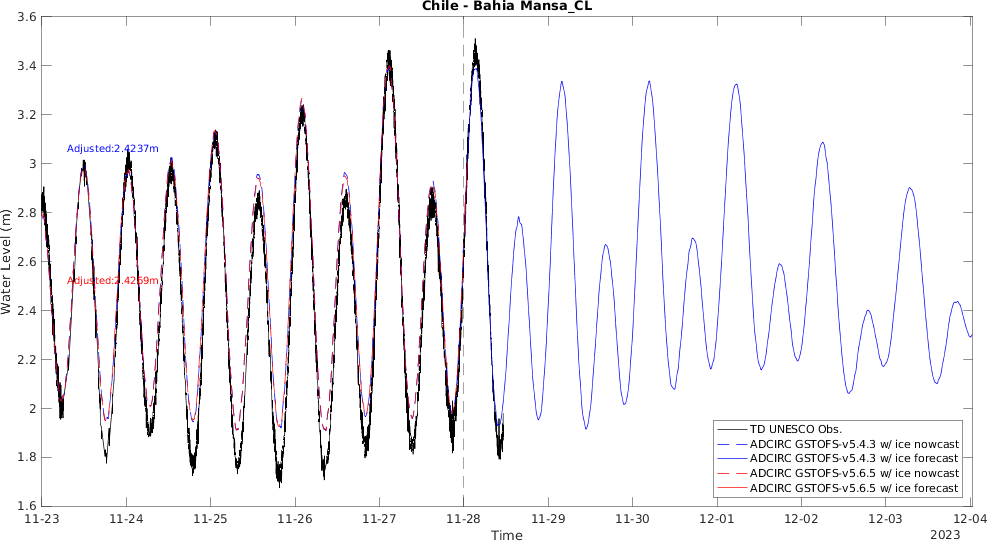 Chile - Bahia Mansa_CL
3.6
3.4
3.2
3
2.8
2.6
2.4
2.2
2
1.8
1.6
Water Level (m)
Adjusted:2.4237m
Adjusted:2.4269m
11-23
11-24
11-25
11-26
11-27
11-28
11-29
11-30
12-01
12-02
12-03
12-04
Time
2023
TD UNESCO Obs.
ADCIRC GSTOFS-v5.4.3 w/ ice nowcast
ADCIRC GSTOFS-v5.4.3 w/ ice forecast
ADCIRC GSTOFS-v5.6.5 w/ ice nowcast
ADCIRC GSTOFS-v5.6.5 w/ ice forecast